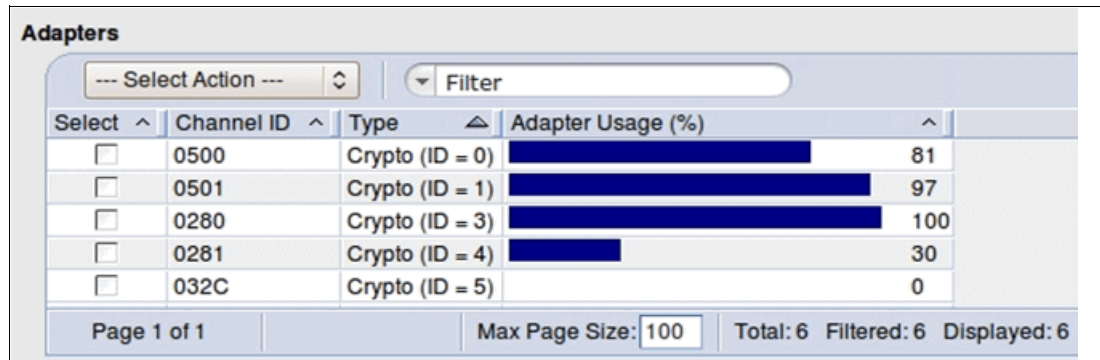 Adapters
--- Select Action --- Filter
Select Channel ID Type Adapter Usage (%)
0500 Crypto (ID = 0) 81
0501 Crypto (ID = 1) 97
0280 Crypto (ID = 3) 100
0281 Crypto (ID = 4) 30
032C Crypto (ID = 5) 0
Page 1 of 1 Max Page Size: 100 Total: 6 Filtered: 6 Displayed: 6